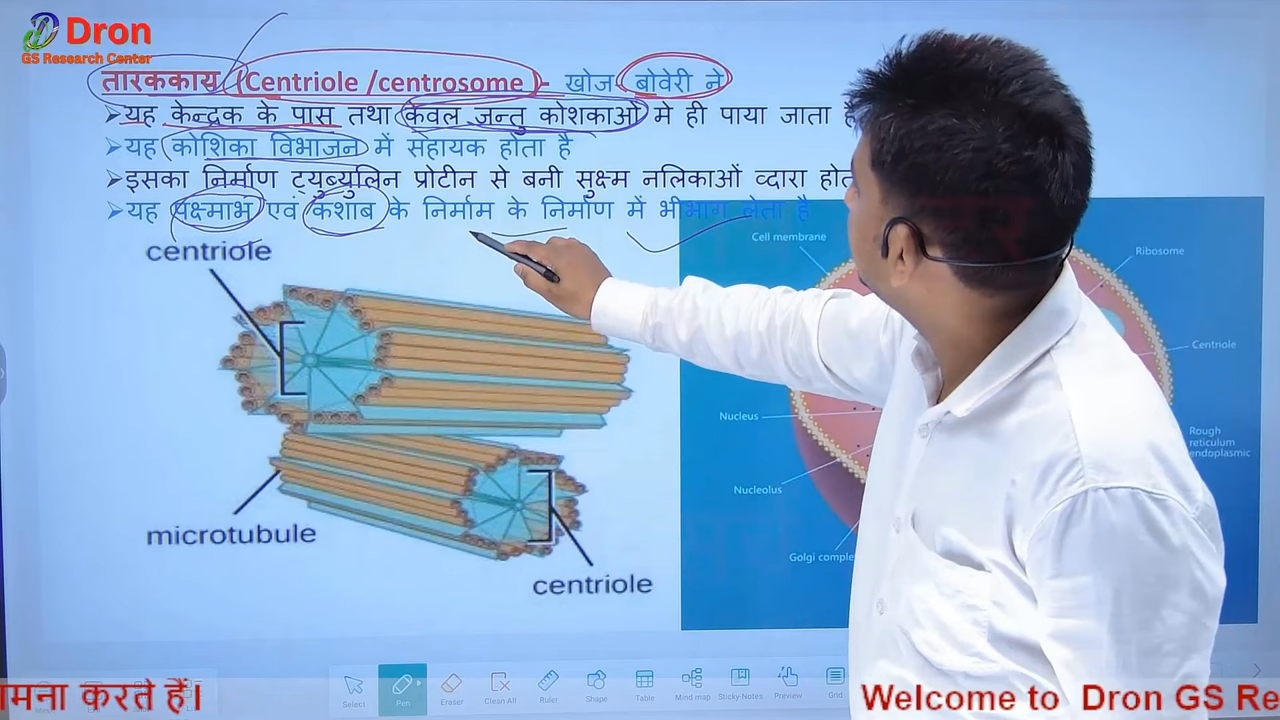 Dron
GS Research Center
तारककाय (Centriole /centrosome )- खोज- बोवेरी ने
➢यह केन्द्रक के पास तथा केवल जन्तु कोशकाओं मे ही पाया जाता है
➢यह कोशिका विभाजन में सहायक होता है
➢इसका निर्माण ट्युब्युलिन प्रोटीन से बनी सुक्ष्म नलिकाओं व्दारा होत
➢यह पक्ष्माभ एवं कशाब के निर्माम के निर्माण में भीभाग लेता है
centriole
microtubule
centriole
Cell membrane
Ribosome
Centriole
Nucleus
Rough
reticulum
endoplasmic
Nucleolus
Golgi comple
Select
Pen
Eraser
Clean All
Ruler
Shape
Table
Mind map
Sticky-Notes
Preview
Grid
ामना करते हैं।
Welcome to Dron GS Re